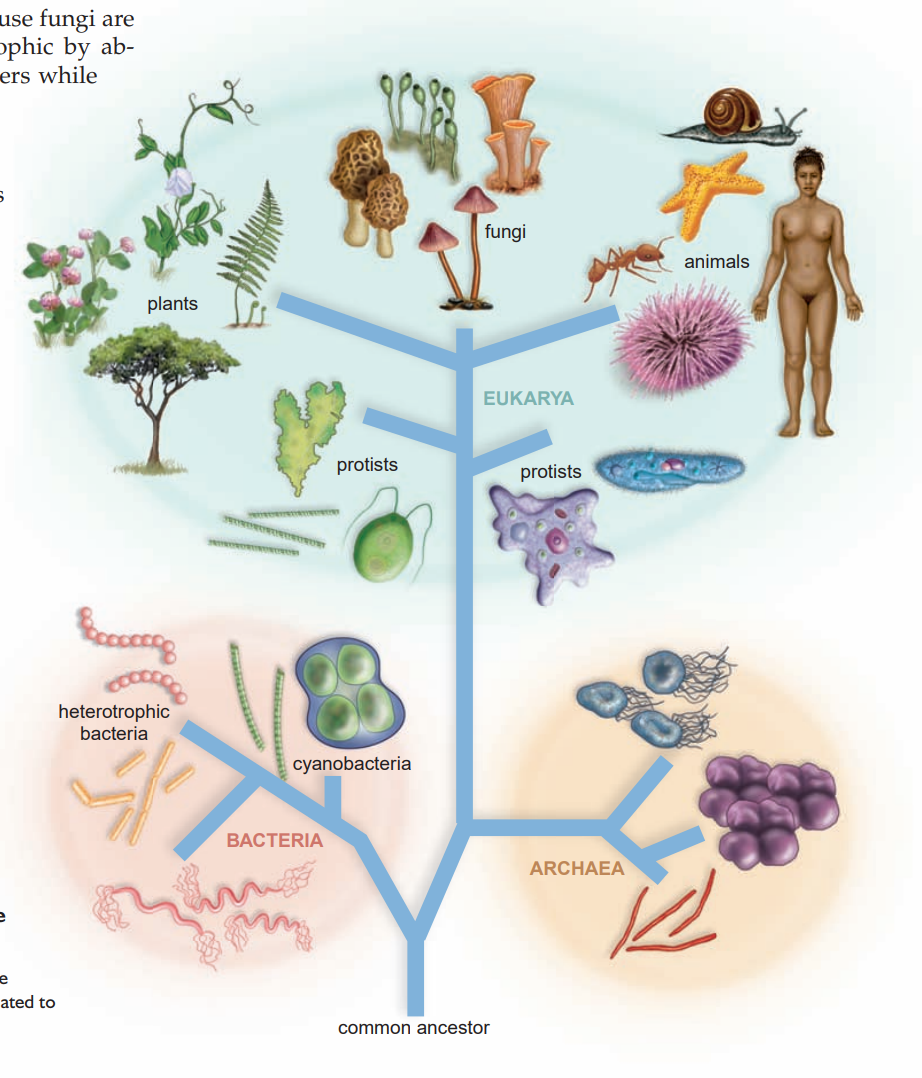 use fungi are
ophic by ab-
ers while
s
fungi
animals
plants
EUKARYA
protists
protists
heterotrophic
bacteria
cyanobacteria
BACTERIA
ARCHAEA
e
e
ated to
common ancestor